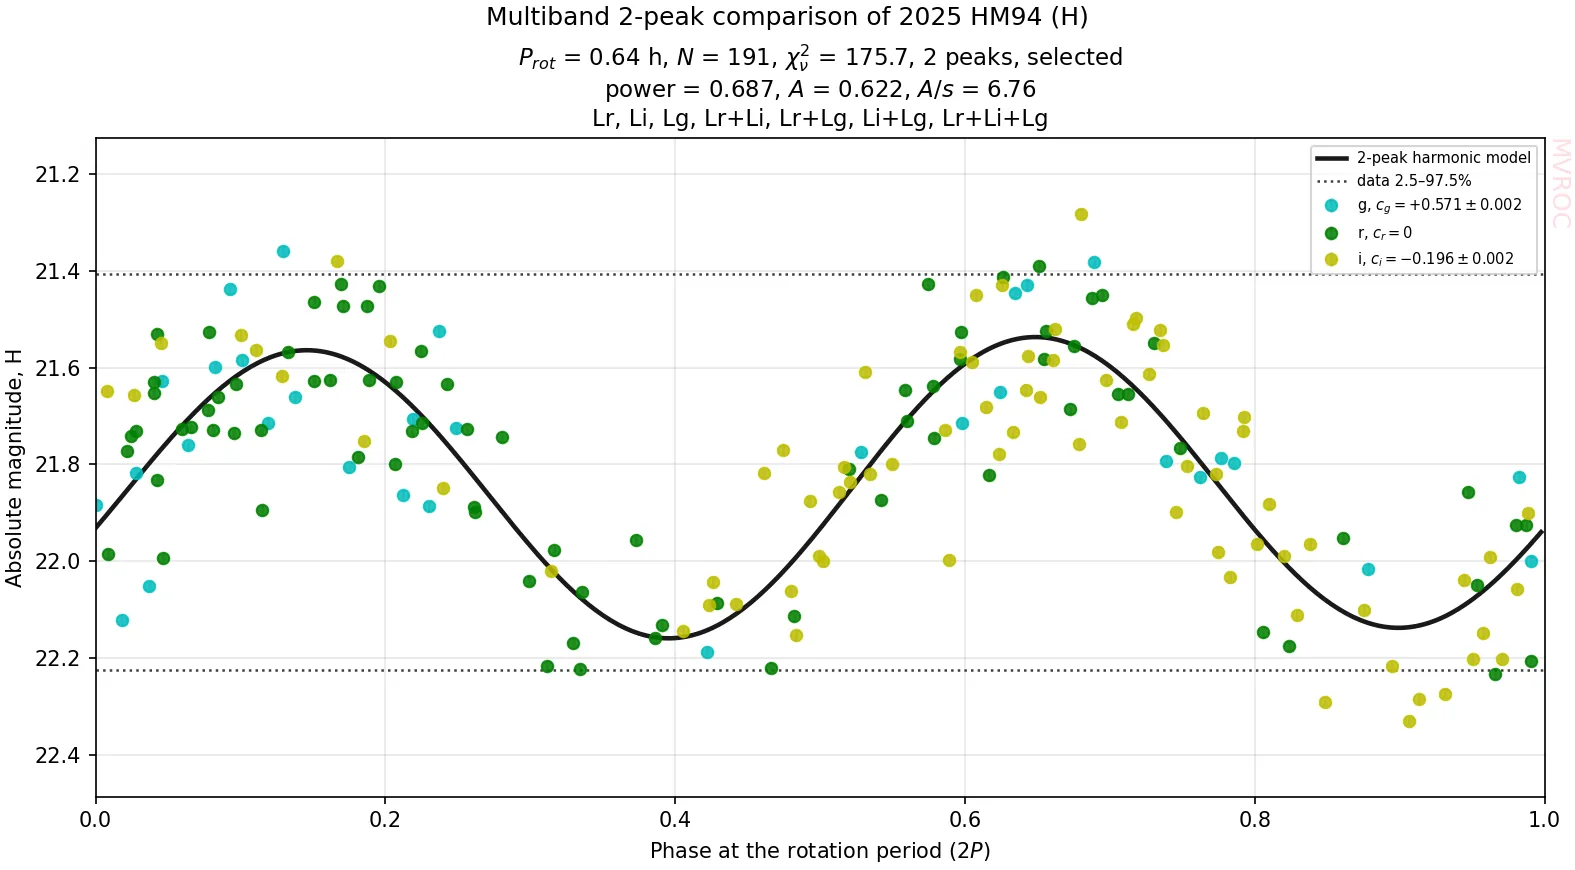 Multiband 2-peak comparison of 2025 HM94 (H)
P_rot = 0.64 h, N = 191, χ²_ν = 175.7, 2 peaks, selected
power = 0.687, A = 0.622, A/s = 6.76
Lr, Li, Lg, Lr+Li, Lr+Lg, Li+Lg, Lr+Li+Lg
2-peak harmonic model
data 2.5–97.5%
g, c_g = +0.571 ± 0.002
r, c_r = 0
i, c_i = −0.196 ± 0.002
MVROC
Absolute magnitude, H
21.2
21.4
21.6
21.8
22.0
22.2
22.4
0.0 0.2 0.4 0.6 0.8 1.0
Phase at the rotation period (2P)